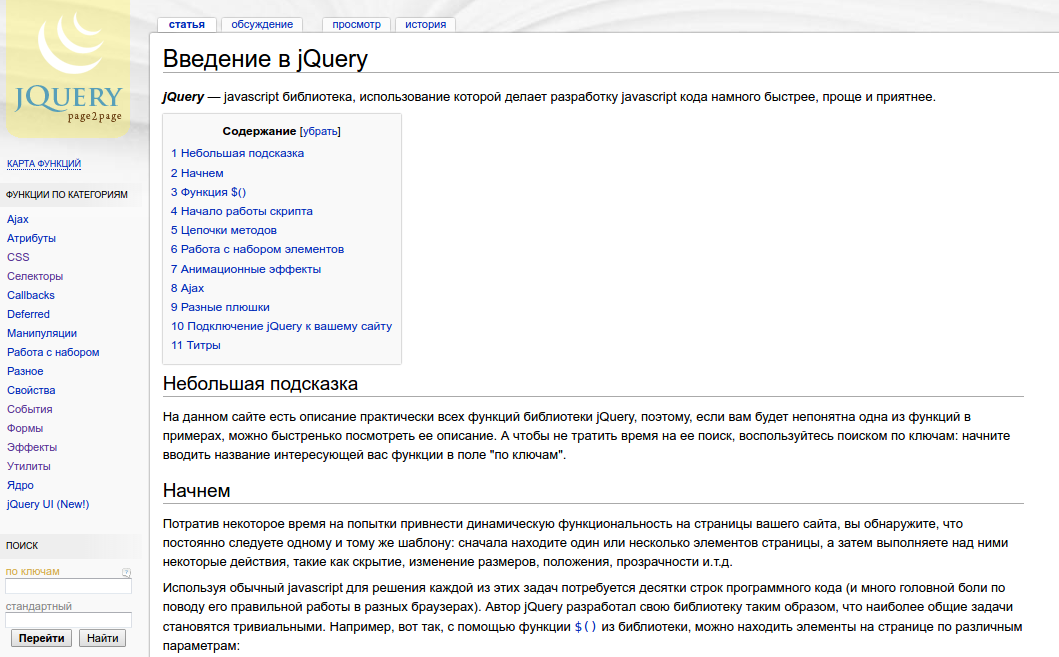 статья
обсуждение
просмотр
история
jQuery
page2page
КАРТА ФУНКЦИЙ
ФУНКЦИИ ПО КАТЕГОРИЯМ
Ajax
Атрибуты
CSS
Селекторы
Callbacks
Deferred
Манипуляции
Работа с набором
Разное
Свойства
События
Формы
Эффекты
Утилиты
Ядро
jQuery UI (New!)
ПОИСК
по ключам
?
стандартный
Перейти
Найти
Введение в jQuery
jQuery — javascript библиотека, использование которой делает разработку javascript кода намного быстрее, проще и приятнее.
Содержание [убрать]
1 Небольшая подсказка
2 Начнем
3 Функция $()
4 Начало работы скрипта
5 Цепочки методов
6 Работа с набором элементов
7 Анимационные эффекты
8 Ajax
9 Разные плюшки
10 Подключение jQuery к вашему сайту
11 Титры
Небольшая подсказка
На данном сайте есть описание практически всех функций библиотеки jQuery, поэтому, если вам будет непонятна одна из функций в
примерах, можно быстренько посмотреть ее описание. А чтобы не тратить время на ее поиск, воспользуйтесь поиском по ключам: начните
вводить название интересующей вас функции в поле "по ключам".
Начнем
Потратив некоторое время на попытки привнести динамическую функциональность на страницы вашего сайта, вы обнаружите, что
постоянно следуете одному и тому же шаблону: сначала находите один или несколько элементов страницы, а затем выполняете над ними
некоторые действия, такие как скрытие, изменение размеров, положения, прозрачности и.т.д.
Используя обычный javascript для решения каждой из этих задач потребуется десятки строк программного кода (и много головной боли по
поводу его правильной работы в разных браузерах). Автор jQuery разработал свою библиотеку таким образом, что наиболее общие задачи
становятся тривиальными. Например, вот так, с помощью функции $() из библиотеки, можно находить элементы на странице по различным
параметрам: